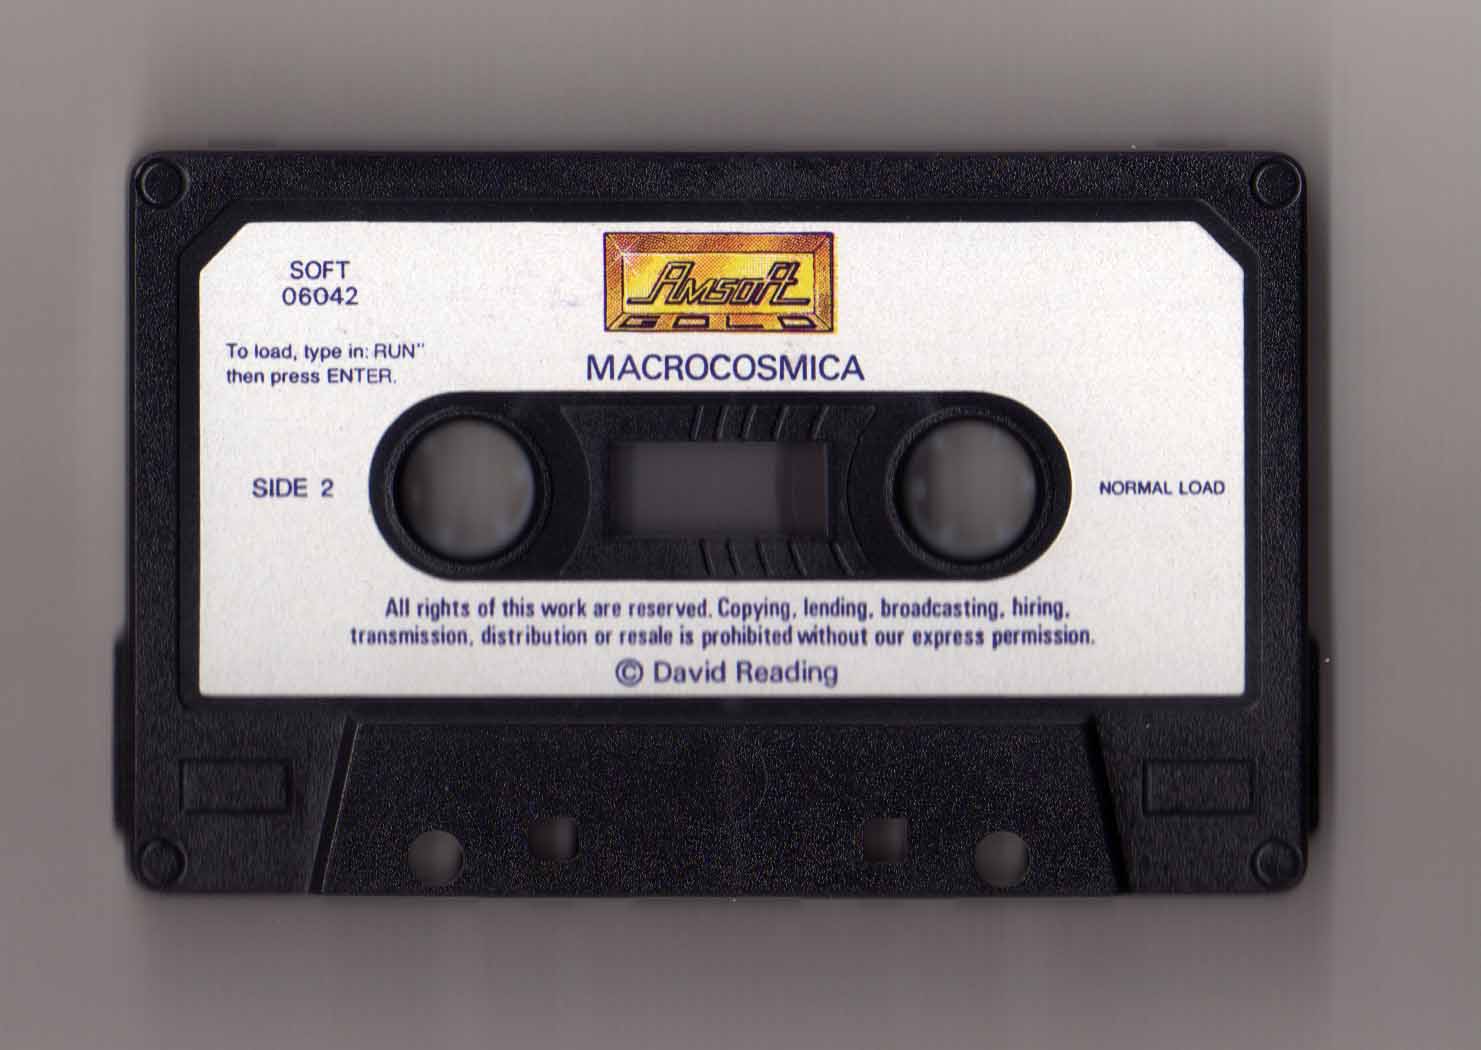 SOFT
06042
Amsoft
GOLD
To load, type in: RUN"
then press ENTER.
MACROCOSMICA
SIDE 2
NORMAL LOAD
All rights of this work are reserved. Copying, lending, broadcasting, hiring,
transmission, distribution or resale is prohibited without our express permission.
© David Reading